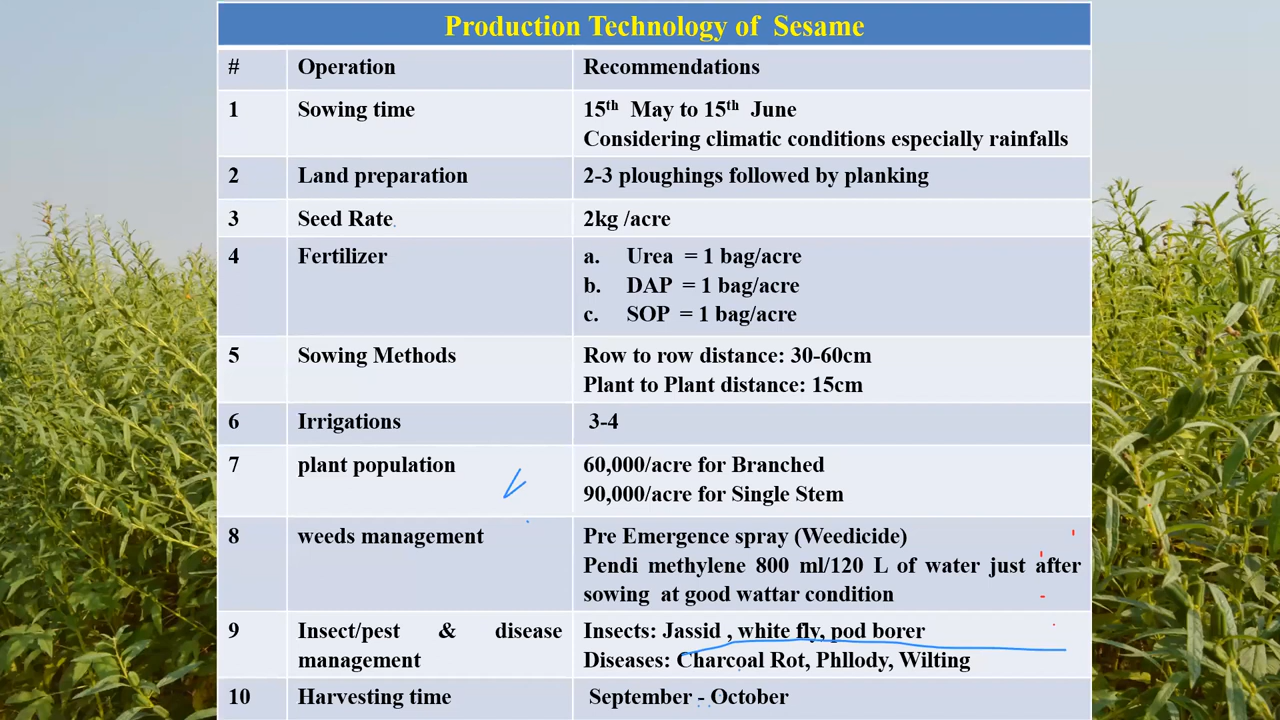 Production Technology of Sesame
# Operation Recommendations
1 Sowing time 15th May to 15th June
Considering climatic conditions especially rainfalls
2 Land preparation 2-3 ploughings followed by planking
3 Seed Rate 2kg /acre
4 Fertilizer a. Urea = 1 bag/acre
b. DAP = 1 bag/acre
c. SOP = 1 bag/acre
5 Sowing Methods Row to row distance: 30-60cm
Plant to Plant distance: 15cm
6 Irrigations 3-4
7 plant population 60,000/acre for Branched
90,000/acre for Single Stem
8 weeds management Pre Emergence spray (Weedicide)
Pendi methylene 800 ml/120 L of water just after
sowing at good wattar condition
9 Insect/pest & disease Insects: Jassid , white fly, pod borer
management Diseases: Charcoal Rot, Phllody, Wilting
10 Harvesting time September - October